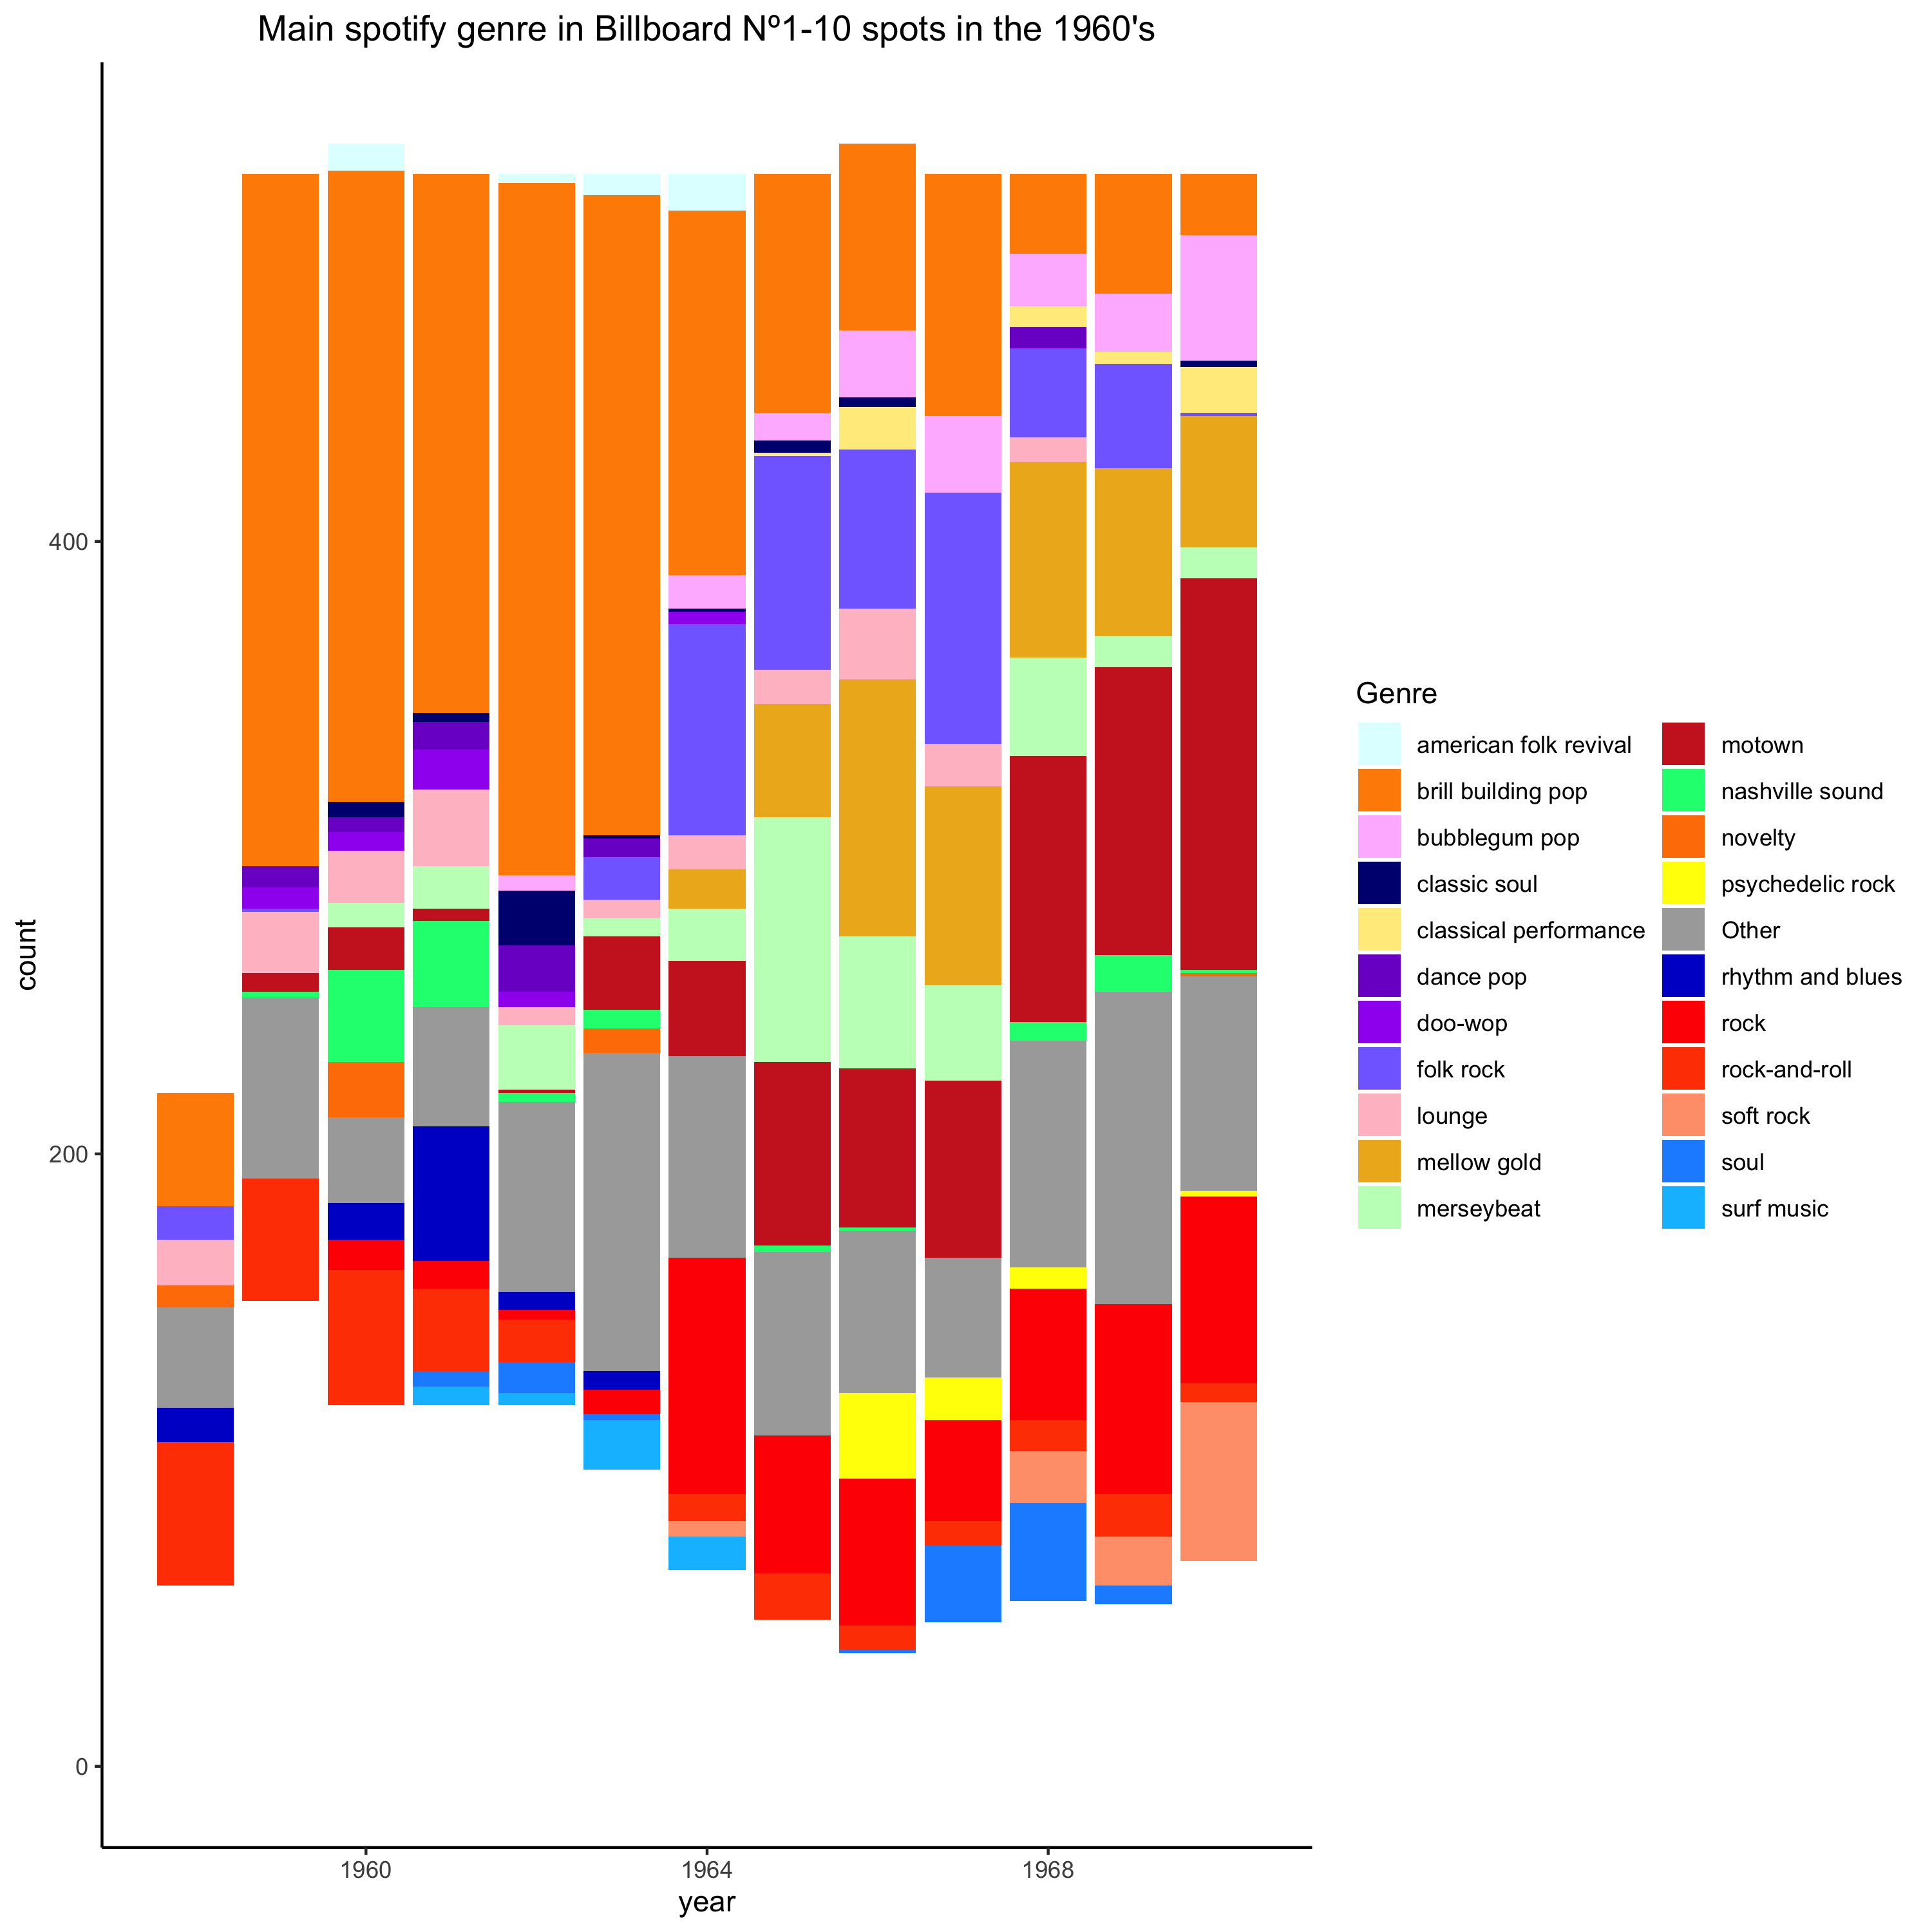 Main spotify genre in Billboard Nº1-10 spots in the 1960's
count
400
200
0
1960
1964
1968
year
Genre
american folk revival
brill building pop
bubblegum pop
classic soul
classical performance
dance pop
doo-wop
folk rock
lounge
mellow gold
merseybeat
motown
nashville sound
novelty
psychedelic rock
Other
rhythm and blues
rock
rock-and-roll
soft rock
soul
surf music